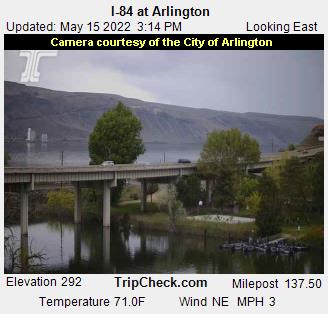 I-84 at Arlington
Updated: May 15 2022 3:14 PM Looking East
Camera courtesy of the City of Arlington
Elevation 292 TripCheck.com Milepost 137.50
Temperature 71.0F Wind NE MPH 3